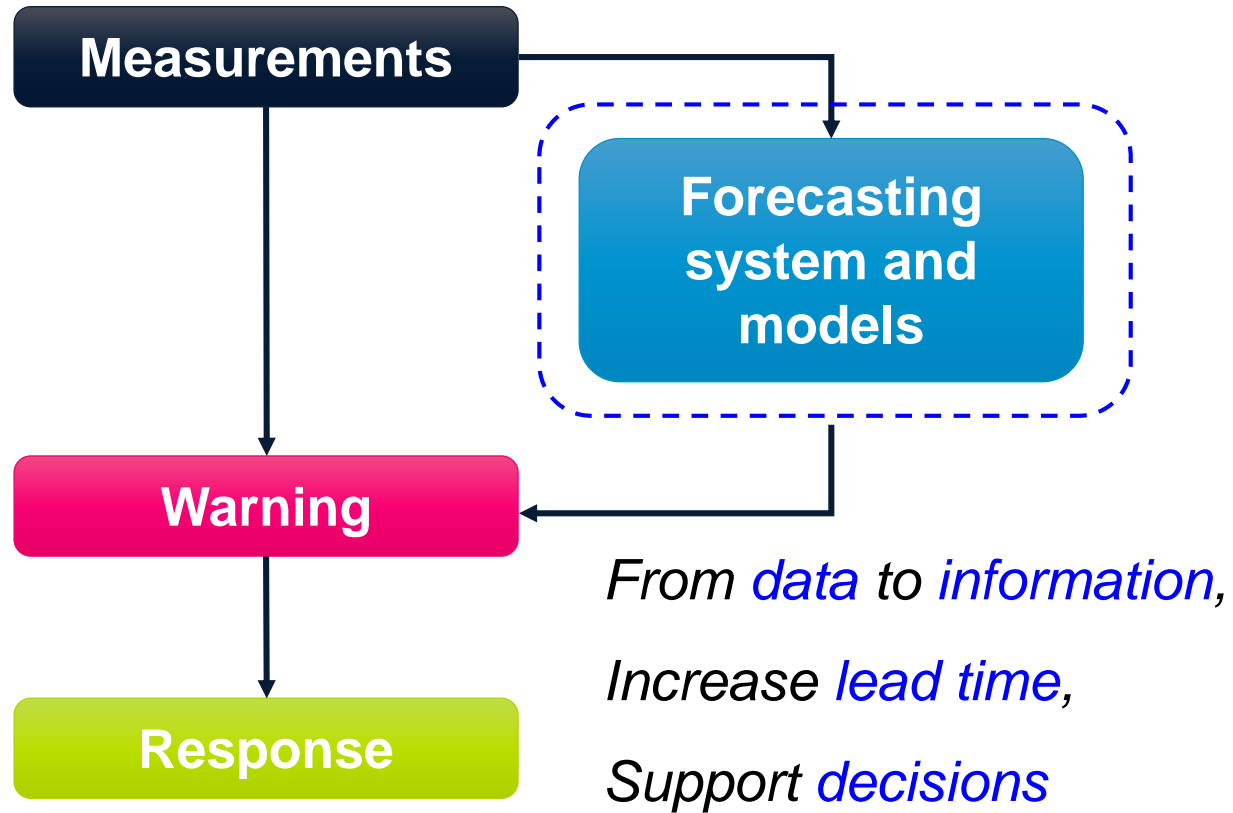 Measurements
Forecasting
system and
models
Warning
From data to information,
Increase lead time,
Response
Support decisions